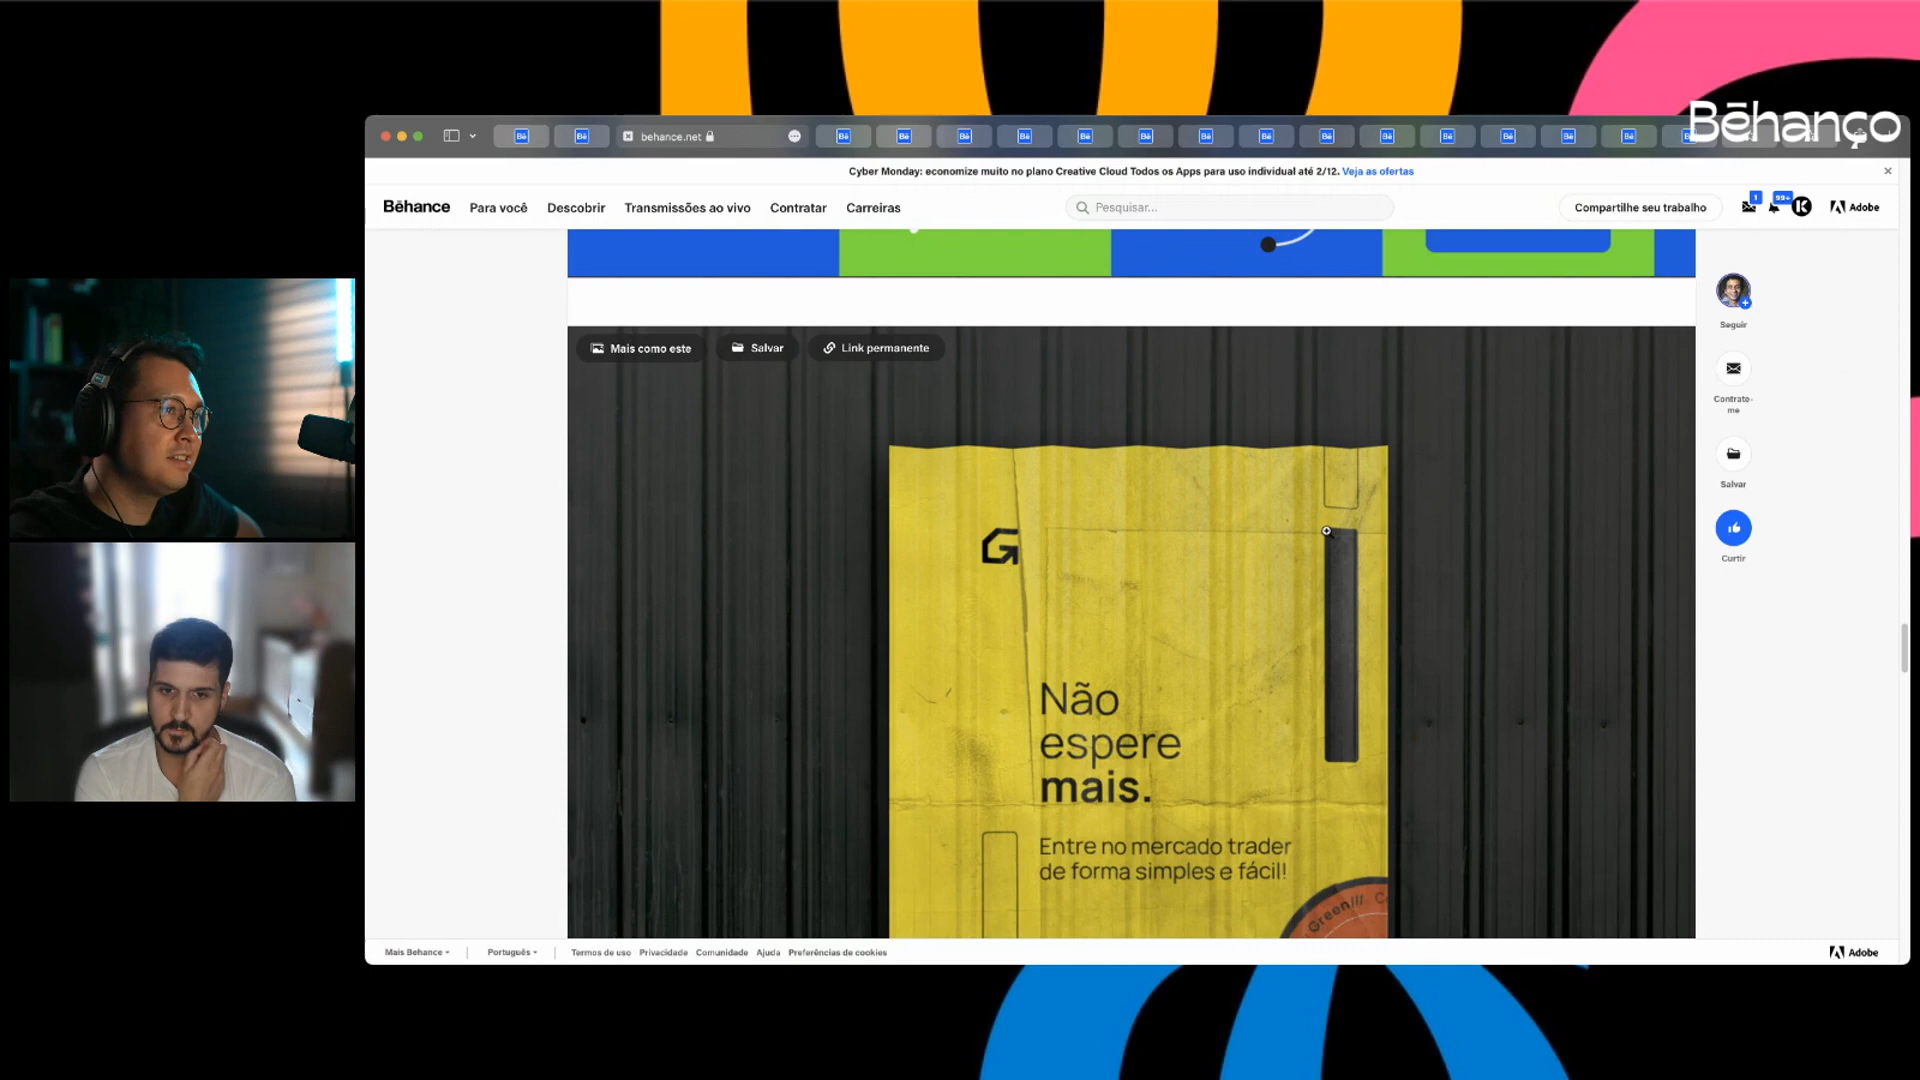 Bēhanço
behance.net
Cyber Monday: economize muito no plano Creative Cloud Todos os Apps para uso individual até 2/12. Veja as ofertas
Bēhance Para você Descobrir Transmissões ao vivo Contratar Carreiras Pesquisar... Compartilhe seu trabalho 1 99+ Adobe
Mais como este Salvar Link permanente
Seguir
Contrate-
me
Salvar
Curtir
G
Não
espere
mais.
Entre no mercado trader
de forma simples e fácil!
Green/// C
Mais Behance Português Termos de uso Privacidade Comunidade Ajuda Preferências de cookies Adobe